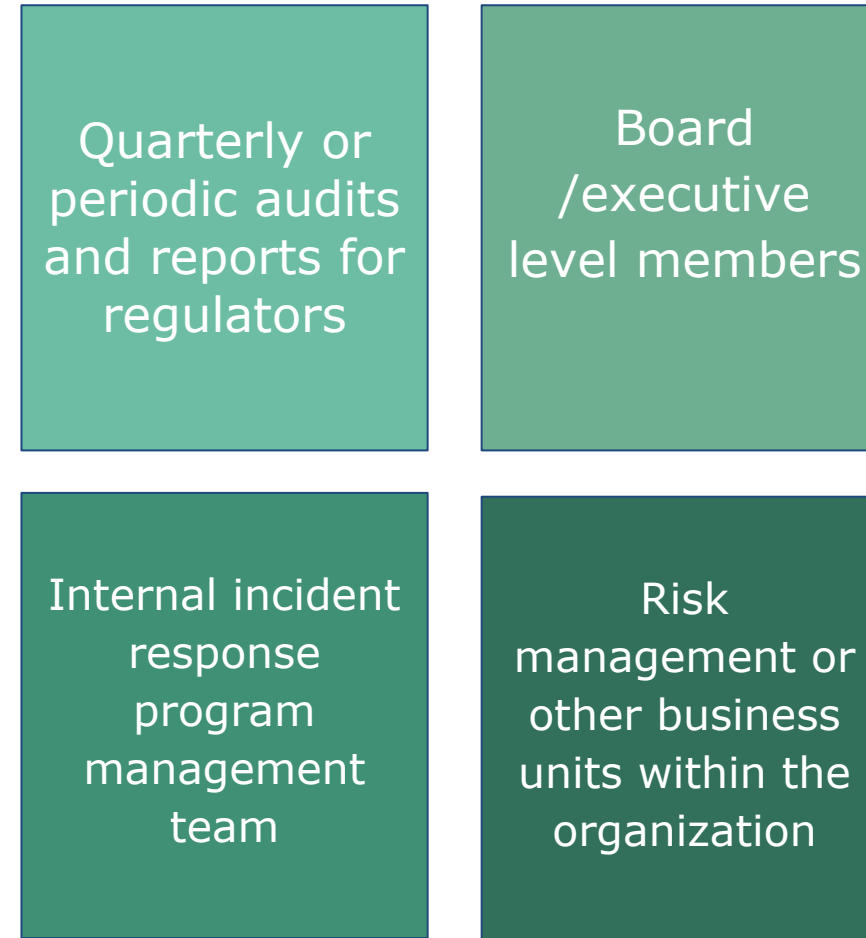 Quarterly or
periodic audits
and reports for
regulators
Board
/executive
level members
Internal incident
response
program
management
team
Risk
management or
other business
units within the
organization